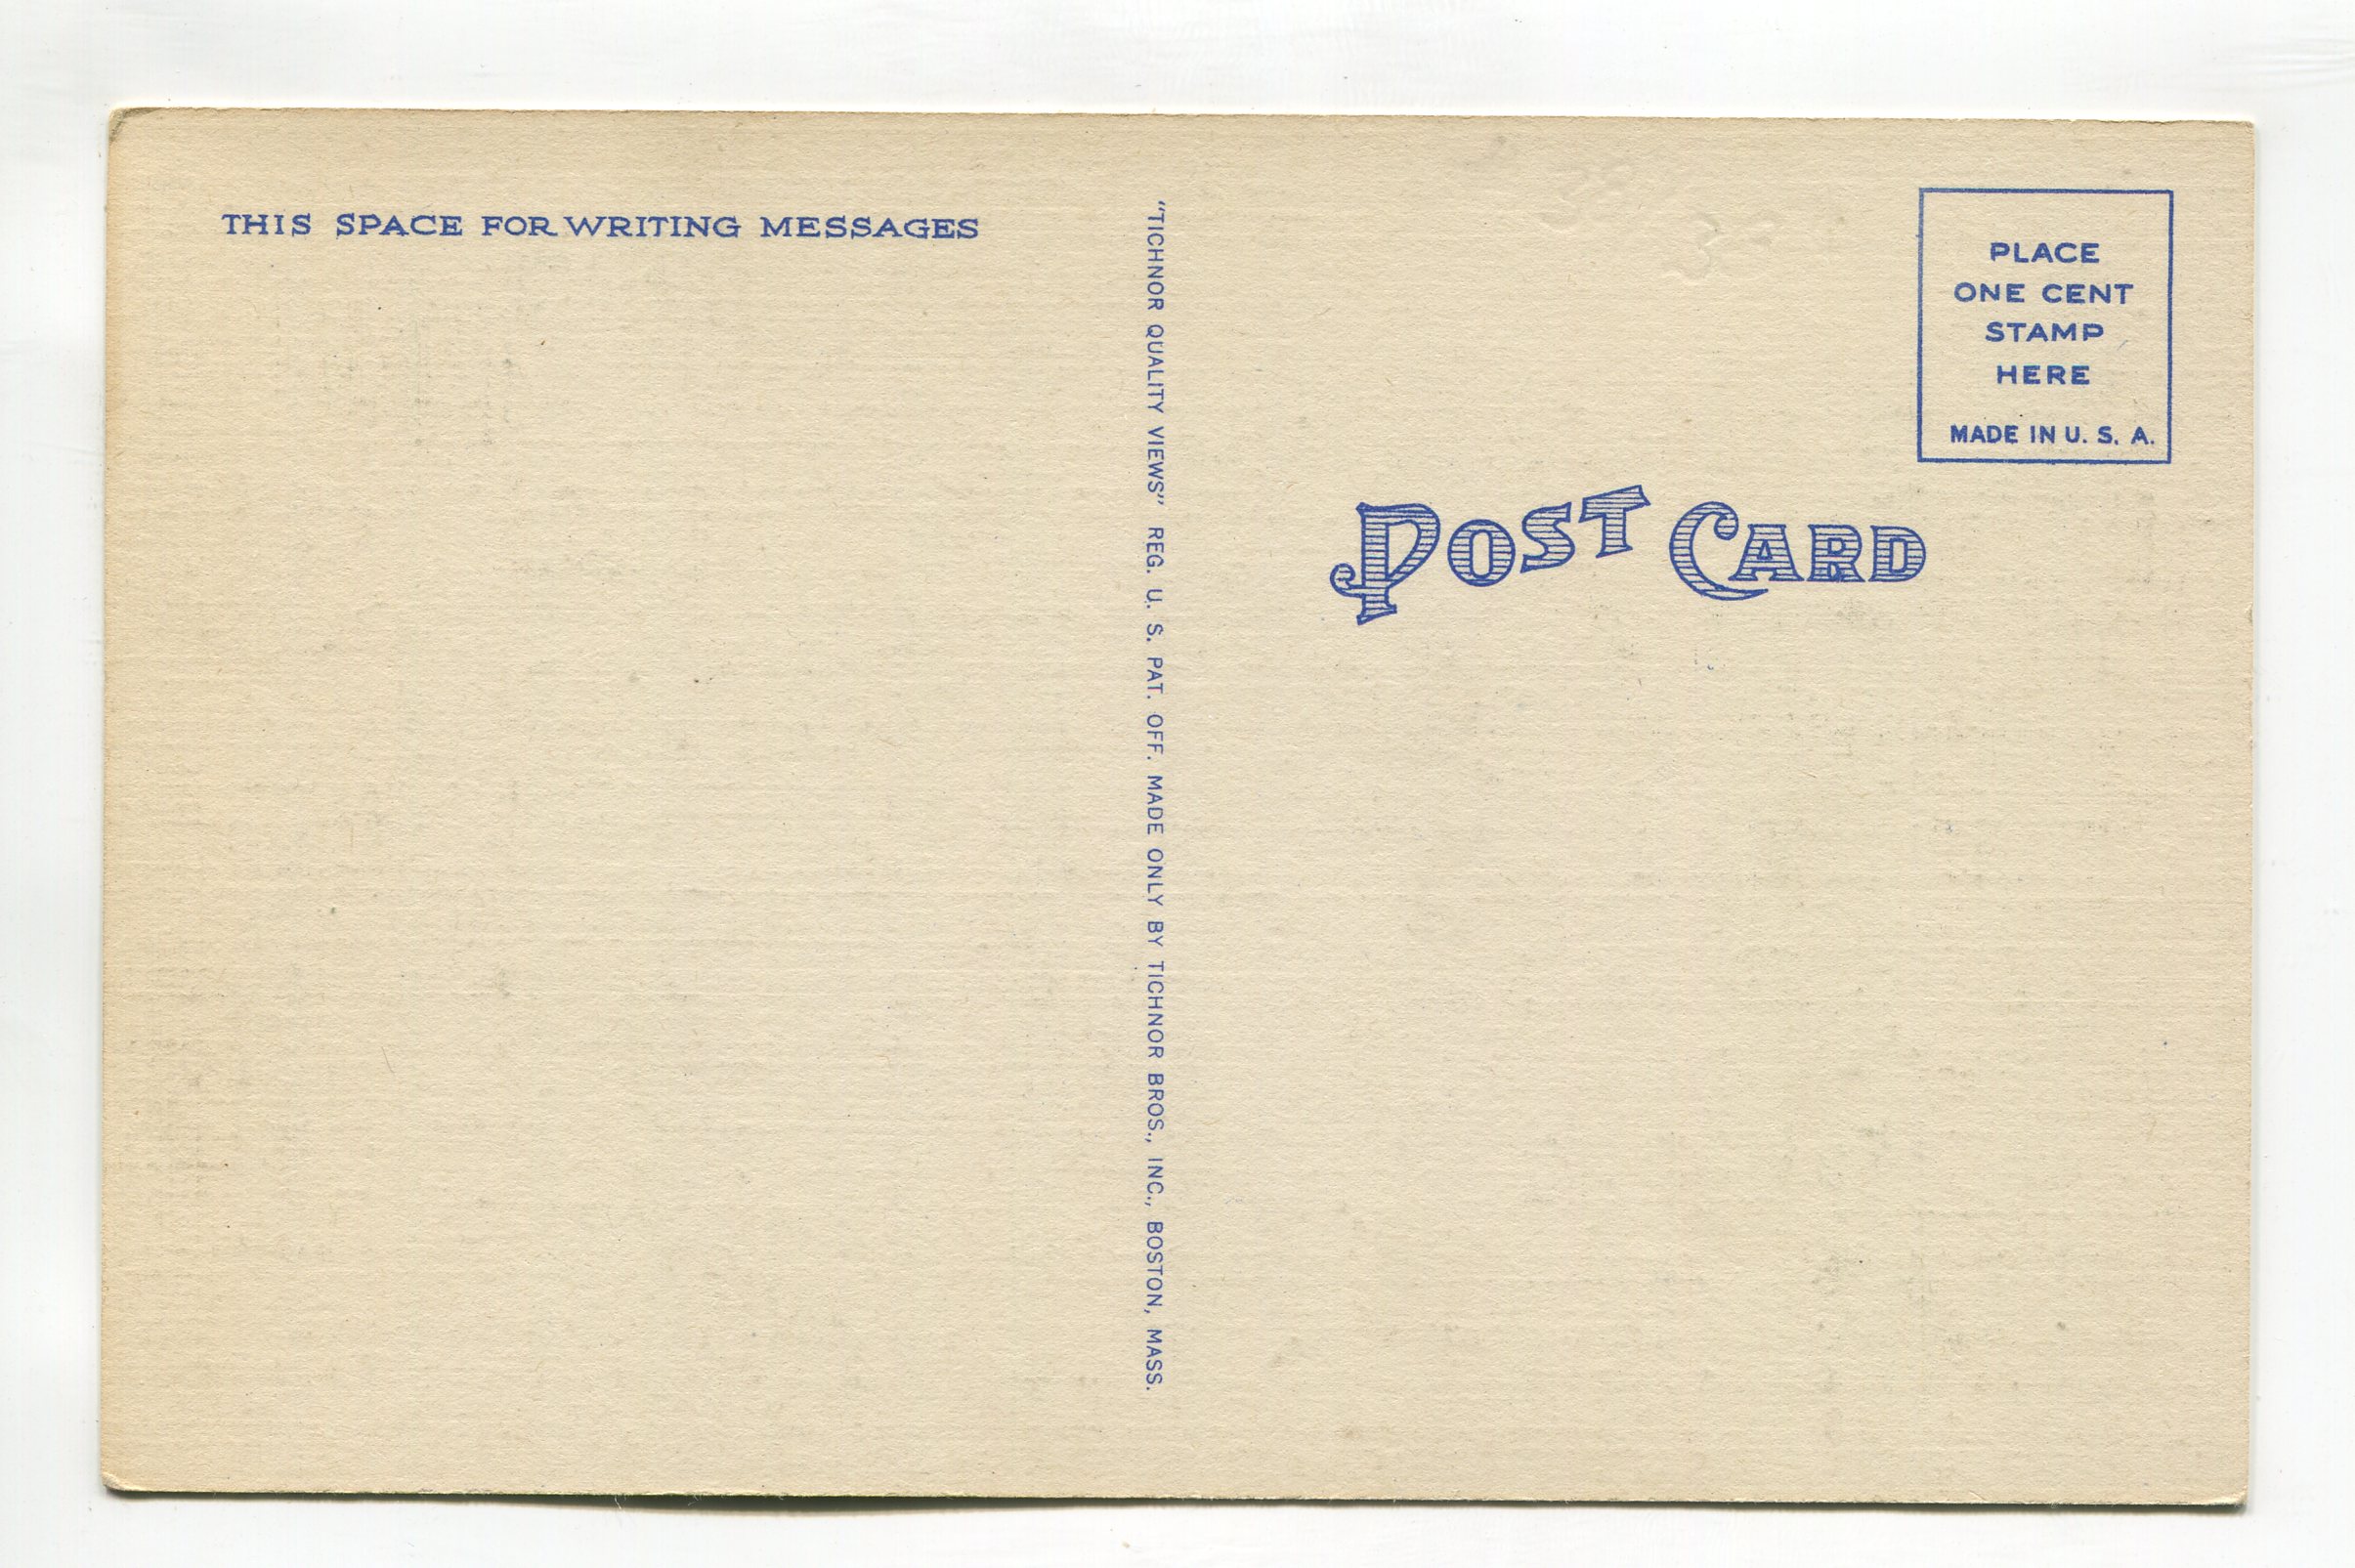 THIS SPACE FOR WRITING MESSAGES
"TICHNOR QUALITY VIEWS" REG. U. S. PAT. OFF. MADE ONLY BY TICHNOR BROS., INC., BOSTON, MASS.
PLACE
ONE CENT
STAMP
HERE
MADE IN U. S. A.
POST CARD